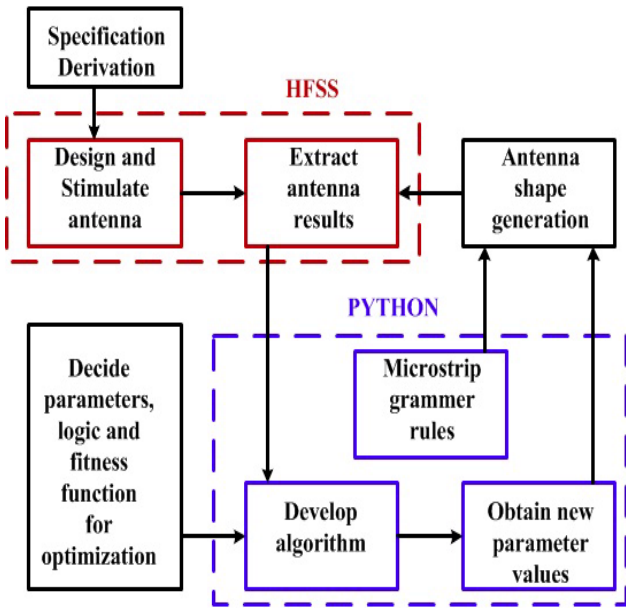 Specification
Derivation
HFSS
Design and
Stimulate
antenna
Extract
antenna
results
Antenna
shape
generation
PYTHON
Decide
parameters,
logic and
fitness
function
for
optimization
Microstrip
grammer
rules
Develop
algorithm
Obtain new
parameter
values